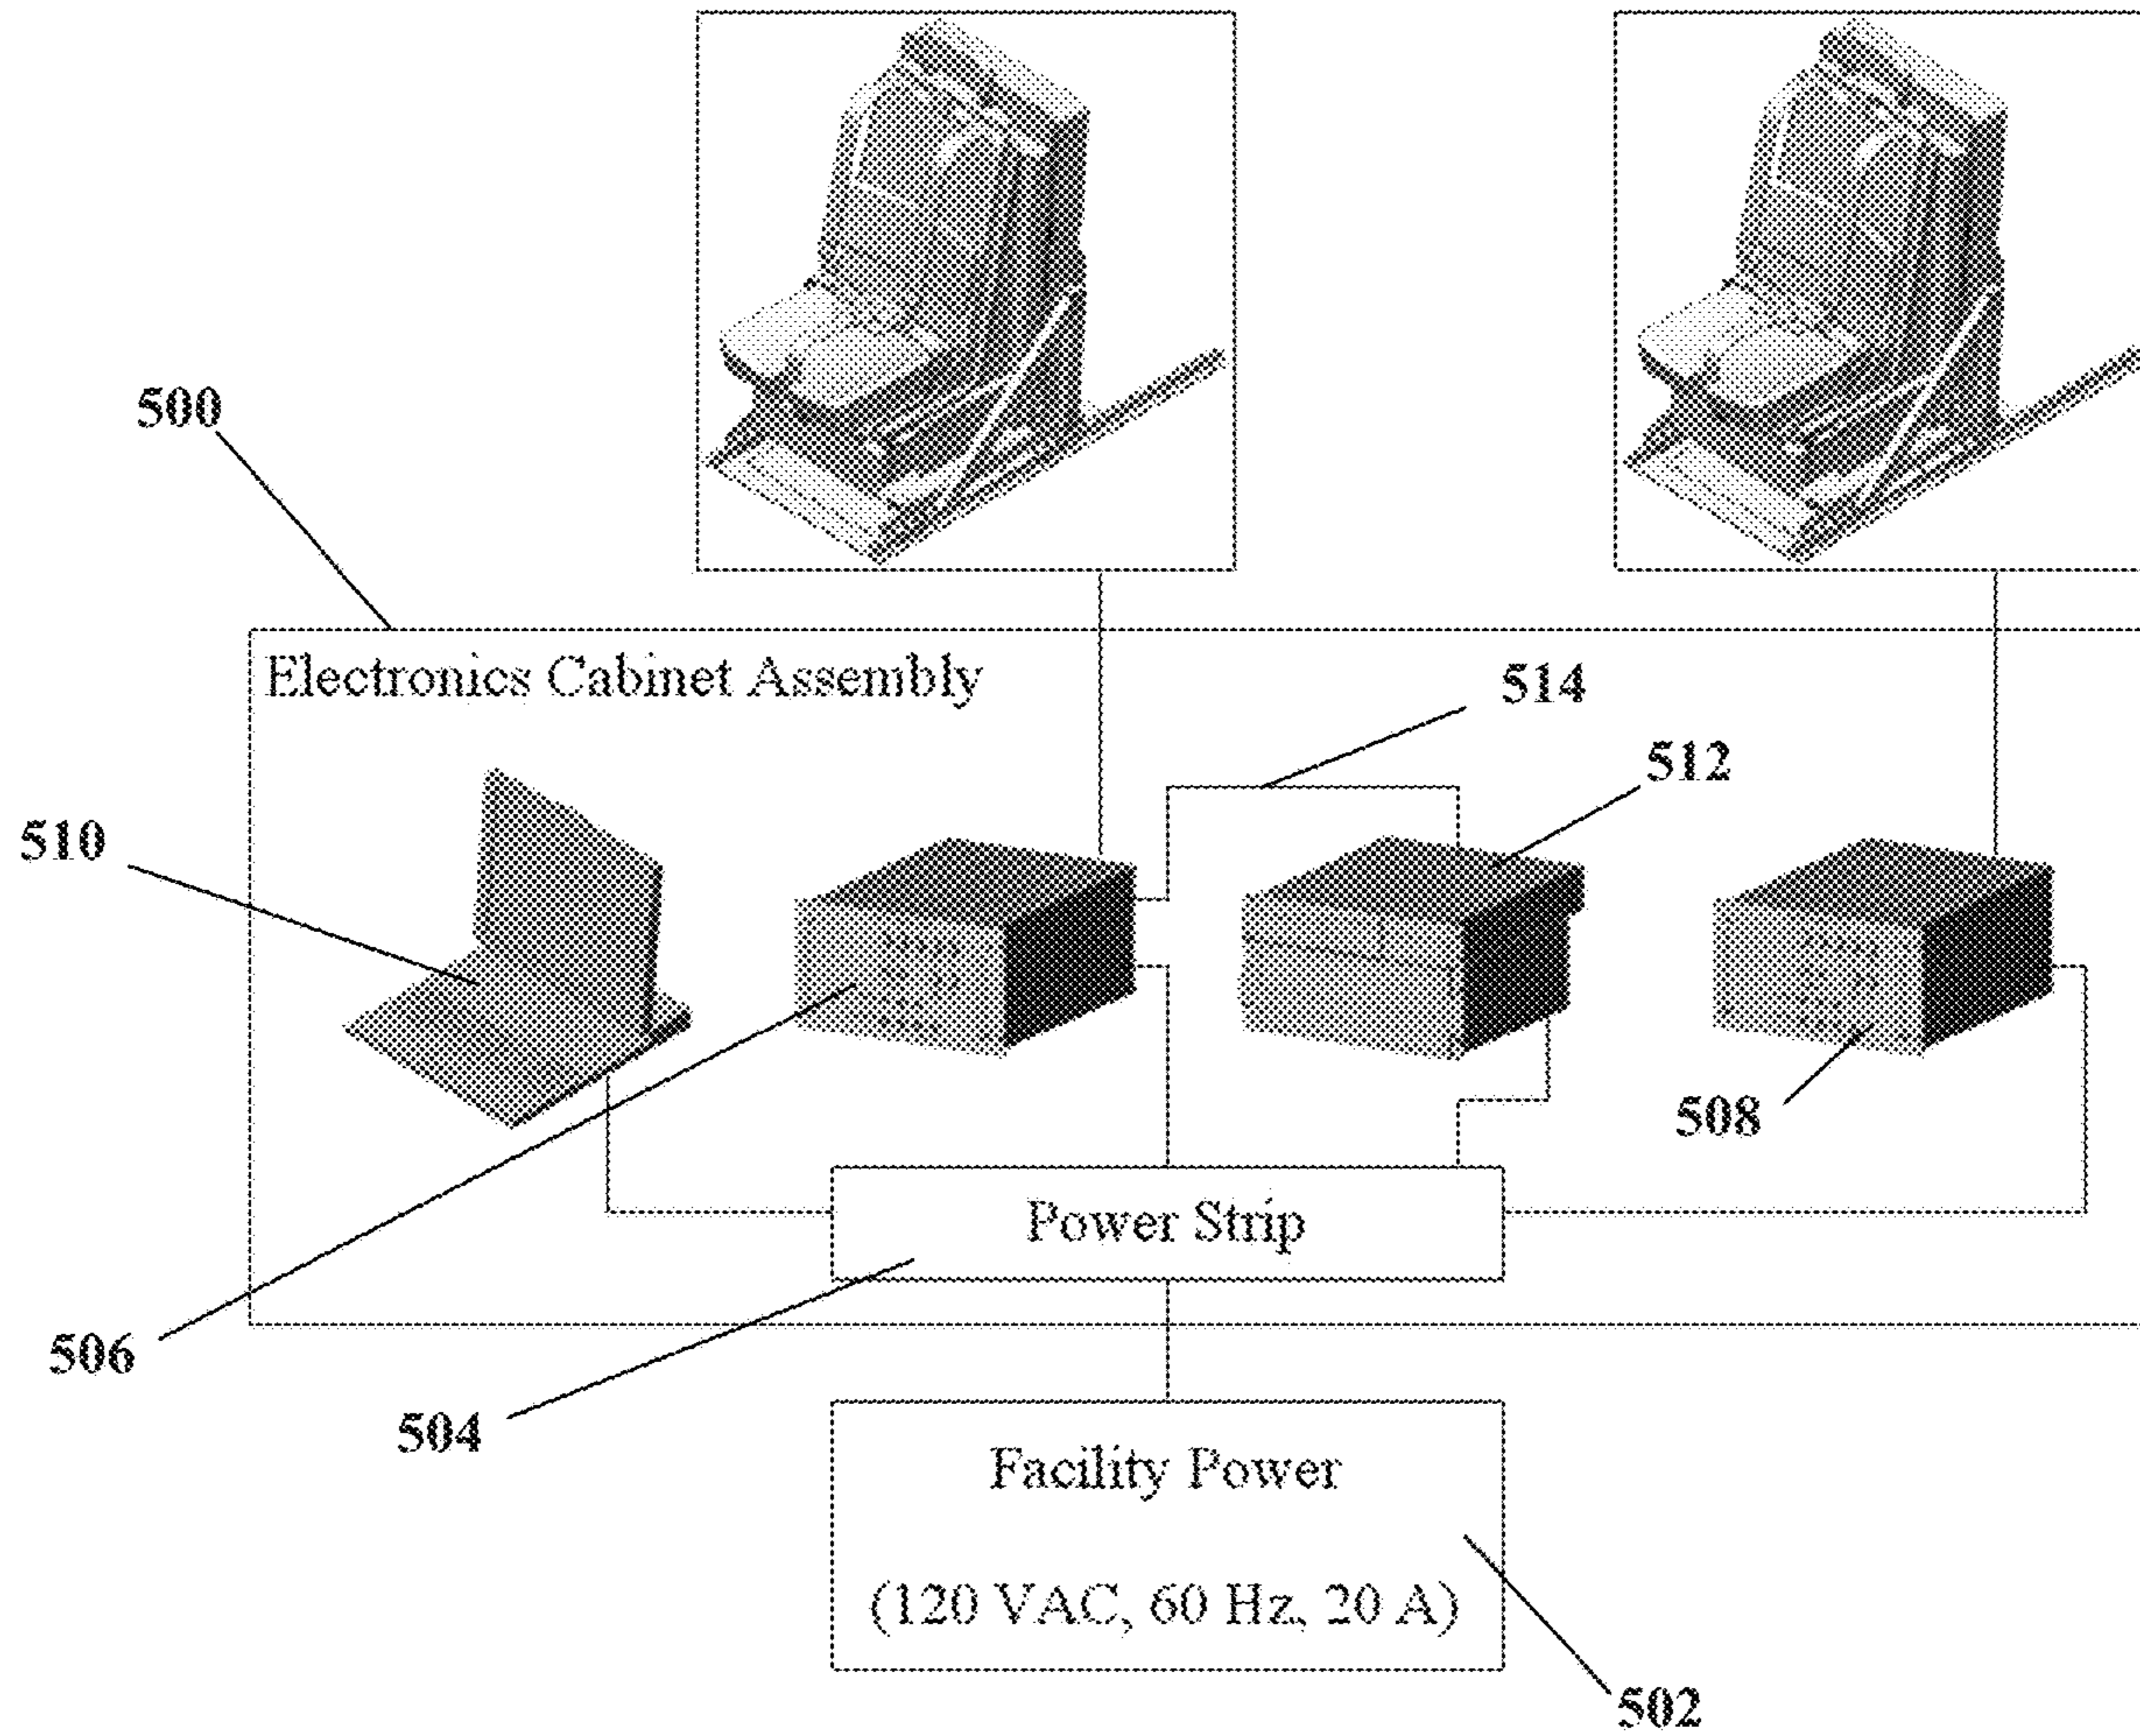 500
Electronics Cabinet Assembly
514
512
510
508
Power Strip
506
504
Facility Power
(120 VAC, 60 Hz, 20 A)
502